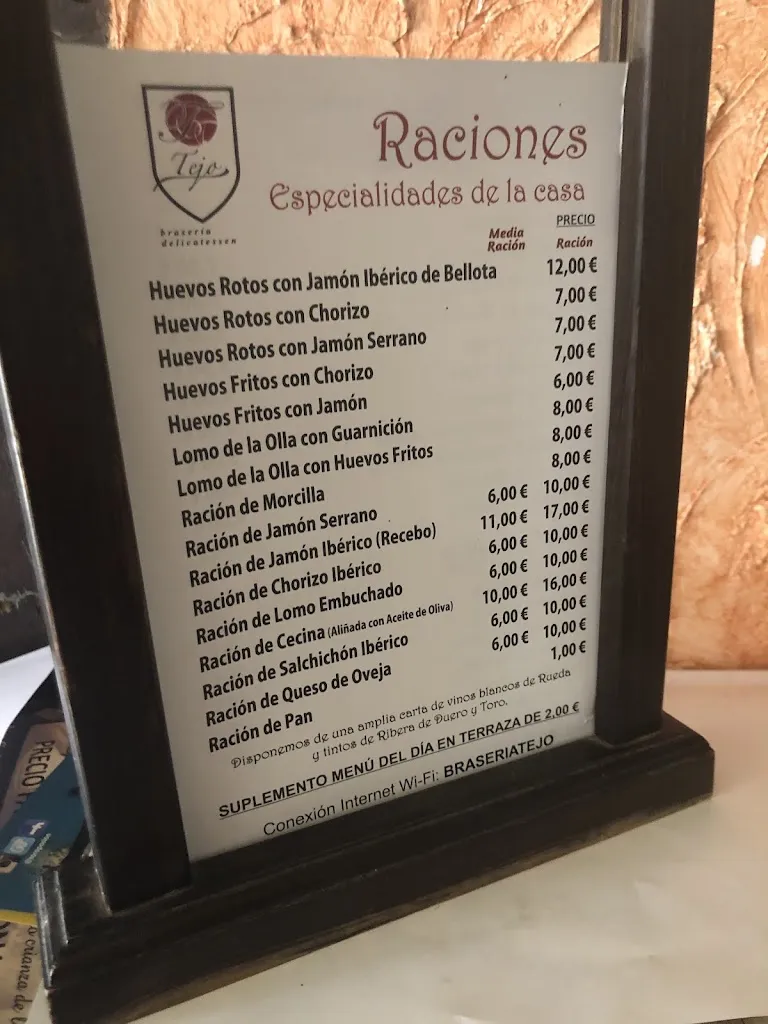 Tejo
brasería
delicatessen
Raciones
Especialidades de la casa
PRECIO
Media Ración
Ración
Huevos Rotos con Jamón Ibérico de Bellota 12,00 €
Huevos Rotos con Chorizo 7,00 €
Huevos Rotos con Jamón Serrano 7,00 €
Huevos Fritos con Chorizo 7,00 €
Huevos Fritos con Jamón 6,00 €
Lomo de la Olla con Guarnición 8,00 €
Lomo de la Olla con Huevos Fritos 8,00 €
Ración de Morcilla 8,00 €
Ración de Jamón Serrano 6,00 € 10,00 €
Ración de Jamón Ibérico (Recebo) 11,00 € 17,00 €
Ración de Chorizo Ibérico 6,00 € 10,00 €
Ración de Lomo Embuchado 6,00 € 10,00 €
Ración de Cecina (Aliñada con Aceite de Oliva) 10,00 € 16,00 €
Ración de Salchichón Ibérico 6,00 € 10,00 €
Ración de Queso de Oveja 6,00 € 10,00 €
Ración de Pan 1,00 €
Disponemos de una amplia carta de vinos blancos de Rueda
y tintos de Ribera de Duero y Toro.
SUPLEMENTO MENÚ DEL DÍA EN TERRAZA DE 2,00 €
Conexión Internet Wi-Fi: BRASERIATEJO
PRECIO
crianza de